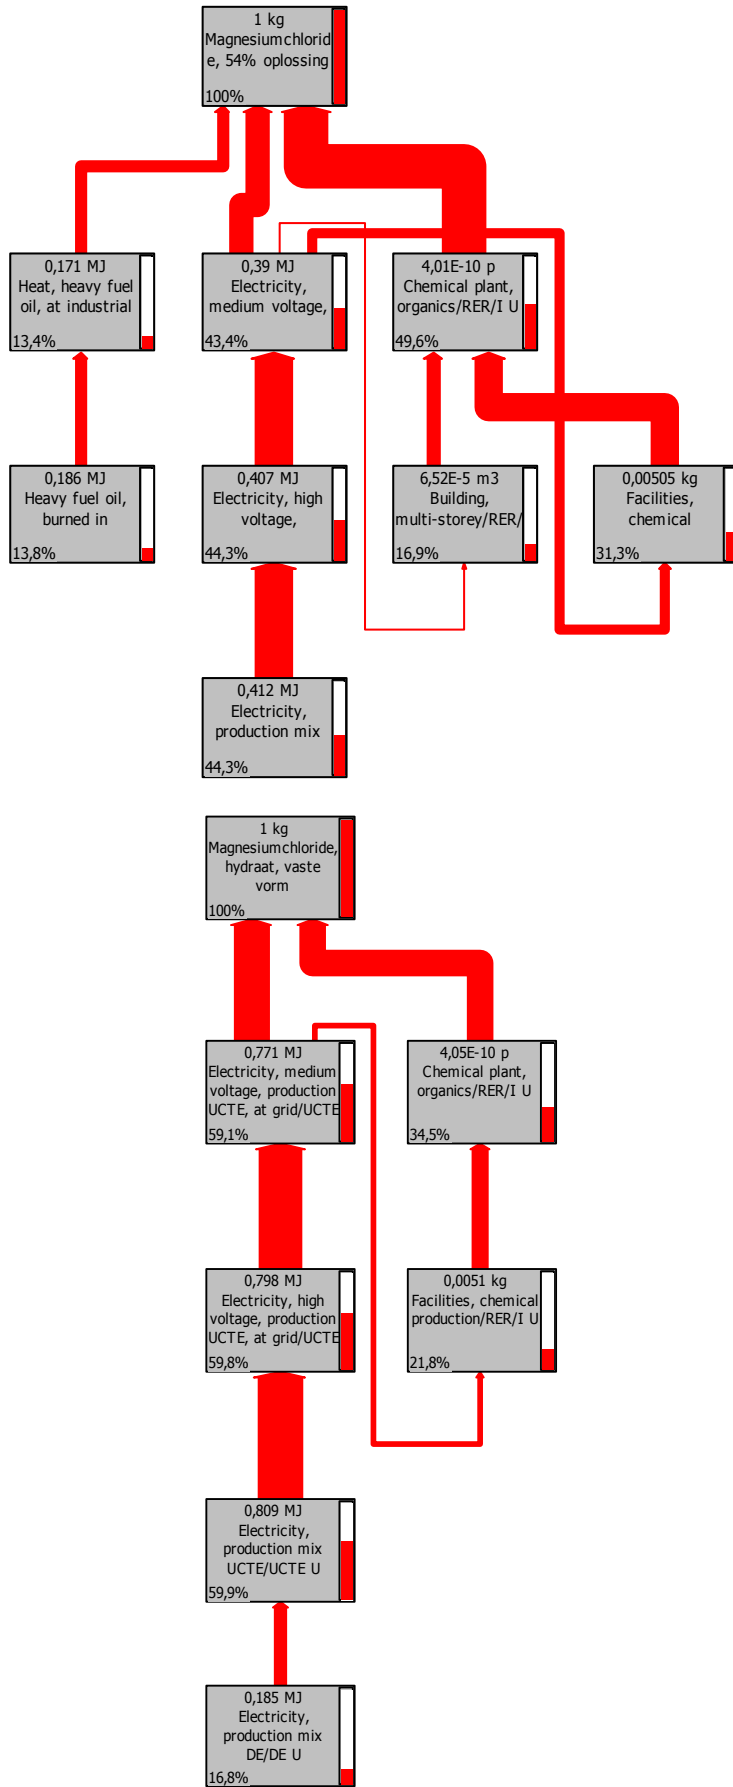 1 kg
Magnesiumchlorid
e, 54% oplossing
100%
0,171 MJ
Heat, heavy fuel
oil, at industrial
13,4%
0,39 MJ
Electricity,
medium voltage,
43,4%
4,01E-10 p
Chemical plant,
organics/RER/I U
49,6%
0,186 MJ
Heavy fuel oil,
burned in
13,8%
0,407 MJ
Electricity, high
voltage,
44,3%
6,52E-5 m3
Building,
multi-storey/RER/
16,9%
0,00505 kg
Facilities,
chemical
31,3%
0,412 MJ
Electricity,
production mix
44,3%
1 kg
Magnesiumchloride,
hydraat, vaste
vorm
100%
0,771 MJ
Electricity, medium
voltage, production
UCTE, at grid/UCTE
59,1%
4,05E-10 p
Chemical plant,
organics/RER/I U
34,5%
0,798 MJ
Electricity, high
voltage, production
UCTE, at grid/UCTE
59,8%
0,0051 kg
Facilities, chemical
production/RER/I U
21,8%
0,809 MJ
Electricity,
production mix
UCTE/UCTE U
59,9%
0,185 MJ
Electricity,
production mix
DE/DE U
16,8%